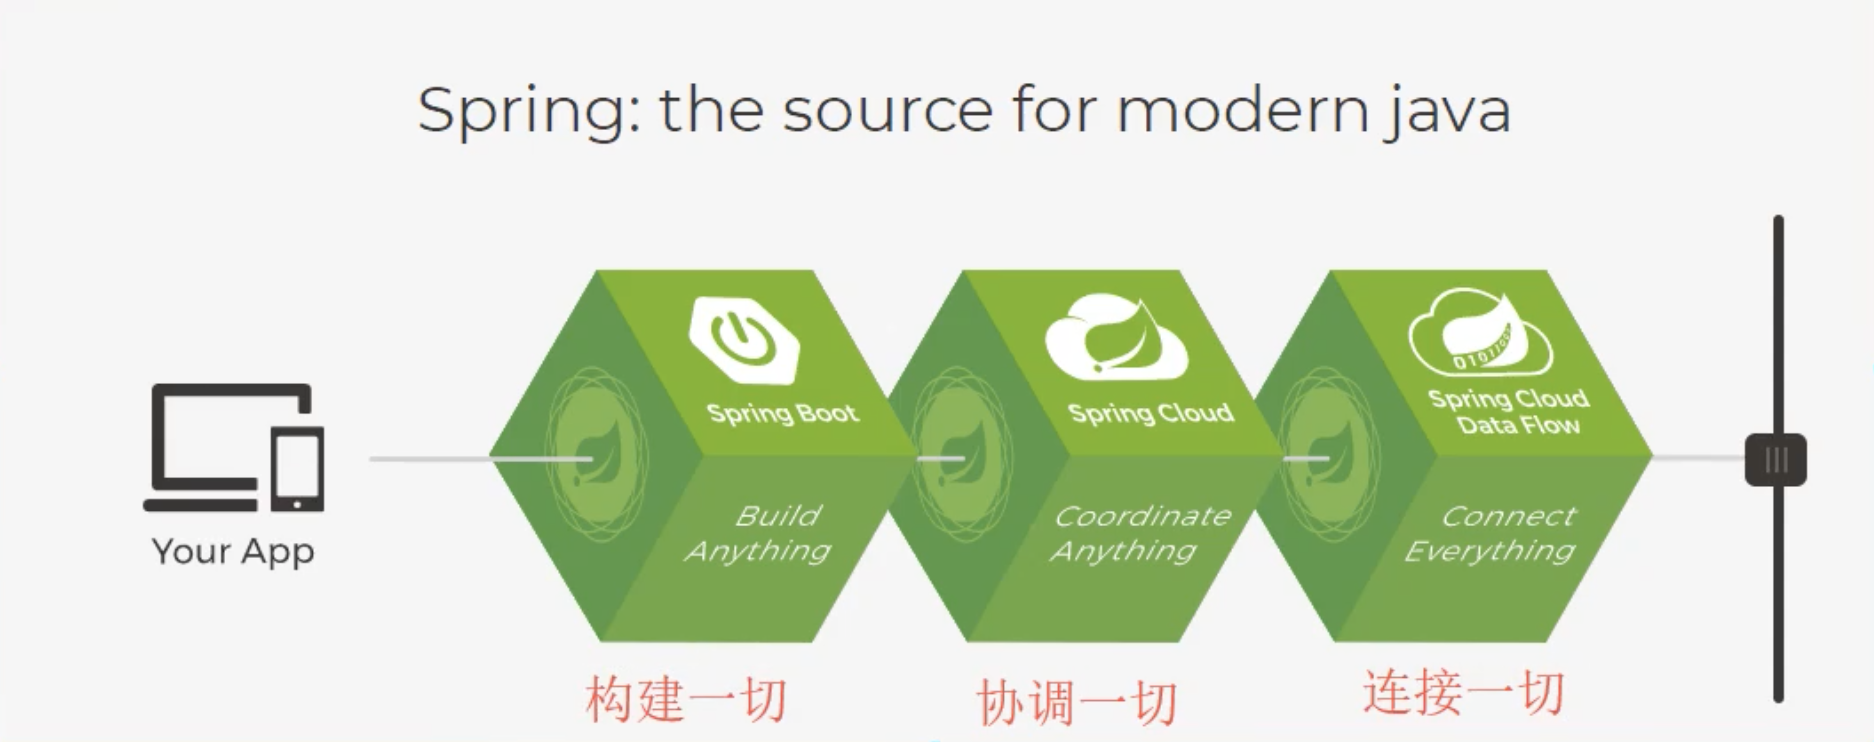 Spring: the source for modern java
Your App
Spring Boot
Build
Anything
构建一切
Spring Cloud
Coordinate
Anything
协调一切
Spring Cloud
Data Flow
010110
Connect
Everything
连接一切